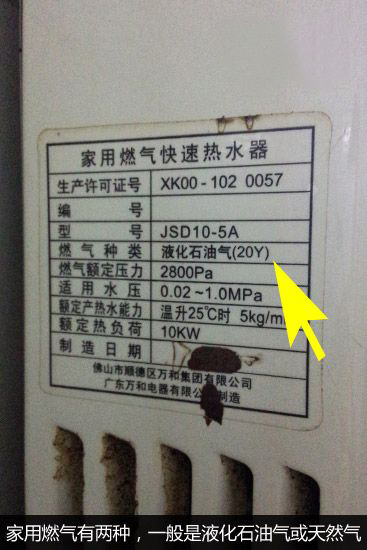 家用燃气快速热水器
生产许可证号 XK00-102 0057
编号
型号 JSD10-5A
燃气种类 液化石油气(20Y)
燃气额定压力 2800Pa
适用水压 0.02~1.0MPa
额定产热水能力 温升25℃时 5kg/m
额定热负荷 10KW
制造日期
佛山市顺德区万和集团有限公司
广东万和电器有限公 制造
家用燃气有两种，一般是液化石油气或天然气